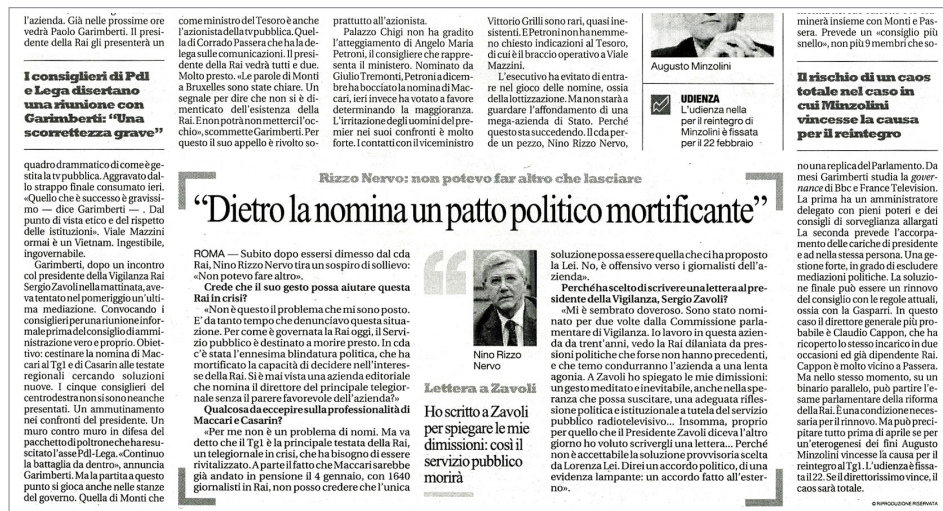 l'azienda. Già nelle prossime ore
vedrà Paolo Garimberti. Il presi-
dente della Rai gli presenterà un
I consiglieri di Pdl
e Lega disertano
una riunione con
Garimberti: "Una
scorrettezza grave"
quadro drammatico di come è ge-
stita la tv pubblica. Aggravato dal-
lo strappo finale consumato ieri.
«Quello che è successo è gravissi-
mo — dice Garimberti — . Dal
punto di vista etico e del rispetto
delle istituzioni». Viale Mazzini
ormai è un Vietnam. Ingestibile,
ingovernabile.
Garimberti, dopo un incontro
col presidente della Vigilanza Rai
Sergio Zavoli nella mattinata, ave-
va tentato nel pomeriggio un'ulti-
ma mediazione. Convocando i
consiglieri per una riunione infor-
male prima del consiglio di ammi-
nistrazione vero e proprio. Obiet-
tivo: cestinare la nomina di Mac-
cari al Tg1 e di Casarin alle testate
regionali cercando soluzioni
nuove. I cinque consiglieri del
centrodestra non si sono neanche
presentati. Un ammutinamento
nei confronti del presidente. Un
muro contro muro in difesa del
pacchetto di poltrone che ha resu-
scitato l'asse Pdl-Lega. «Continuo
la battaglia da dentro», annuncia
Garimberti. Ma la partita a questo
punto si gioca anche nelle stanze
del governo. Quella di Monti che
come ministro del Tesoro è anche
l'azionista della tv pubblica. Quel-
la di Corrado Passera che ha la de-
lega sulle comunicazioni. Il presi-
dente della Rai vedrà tutti e due.
Molto presto. «Le parole di Monti
a Bruxelles sono state chiare. Un
segnale per dire che non si è di-
menticato dell'esistenza della
Rai. E non potrà non metterci l'oc-
chio», scommette Garimberti. Per
questo il suo appello è rivolto so-
prattutto all'azionista.
Palazzo Chigi non ha gradito
l'atteggiamento di Angelo Maria
Petroni, il consigliere che rappre-
senta il ministero. Nominato da
Giulio Tremonti, Petroni a dicem-
bre ha bocciato la nomina di Mac-
cari, ieri invece ha votato a favore
determinando la maggioranza.
L'irritazione degli uomini del pre-
mier nei suoi confronti è molto
forte. I contatti con il viceministro
Vittorio Grilli sono rari, quasi ine-
sistenti. E Petroni non ha nemme-
no chiesto indicazioni al Tesoro,
di cui è il braccio operativo a Viale
Mazzini.
L'esecutivo ha evitato di entra-
re nel gioco delle nomine, ossia
della lottizzazione. Ma non starà a
guardare l'affondamento di una
mega-azienda di Stato. Perché
questo sta succedendo. Il cda per-
de un pezzo, Nino Rizzo Nervo,
Augusto Minzolini
UDIENZA
L'udienza nella
per il reintegro di
Minzolini è fissata
per il 22 febbraio
minerà insieme con Monti e Pas-
sera. Prevede un «consiglio più
snello», non più 9 membri che so-
Il rischio di un caos
totale nel caso in
cui Minzolini
vincesse la causa
per il reintegro
no una replica del Parlamento. Da
mesi Garimberti studia la gover-
nance di Bbc e France Television.
La prima ha un amministratore
delegato con pieni poteri e dei
consigli di sorveglianza allargati
La seconda prevede l'accorpa-
mento delle cariche di presidente
e ad nella stessa persona. Una ge-
stione forte, in grado di escludere
mediazioni politiche. La soluzio-
ne finale può essere un rinnovo
del consiglio con le regole attuali,
ossia con la Gasparri. In questo
caso il direttore generale più pro-
babile è Claudio Cappon, che ha
ricoperto lo stesso incarico in due
occasioni ed già dipendente Rai.
Cappon è molto vicino a Passera.
Ma nello stesso momento, su un
binario parallelo, può partire l'e-
same parlamentare della riforma
della Rai. È una condizione neces-
saria per il rinnovo. Ma può preci-
pitare tutto prima di aprile se per
un'eterogenesi dei fini Augusto
Minzolini vincesse la causa per il
reintegro al Tg1. L'udienza è fissa-
ta il 22. Se il direttorissimo vince, il
caos sarà totale.
© RIPRODUZIONE RISERVATA
Rizzo Nervo: non potevo far altro che lasciare
"Dietro la nomina un patto politico mortificante"
ROMA — Subito dopo essersi dimesso dal cda
Rai, Nino Rizzo Nervo tira un sospiro di sollievo:
«Non potevo fare altro».
Crede che il suo gesto possa aiutare questa
Rai in crisi?
«Non è questo il problema che mi sono posto.
E' da tanto tempo che denunciavo questa situa-
zione. Per come è governata la Rai oggi, il Servi-
zio pubblico è destinato a morire presto. In cda
c'è stata l'ennesima blindatura politica, che ha
mortificato la capacità di decidere nell'interes-
se della Rai. Si è mai vista una azienda editoriale
che nomina il direttore del principale telegior-
nale senza il parere favorevole dell'azienda?»
Qualcosa da eccepire sulla professionalità di
Maccari e Casarin?
«Per me non è un problema di nomi. Ma va
detto che il Tg1 è la principale testata della Rai,
un telegiornale in crisi, che ha bisogno di essere
rivitalizzato. A parte il fatto che Maccari sarebbe
già andato in pensione il 4 gennaio, con 1640
giornalisti in Rai, non posso credere che l'unica
Nino Rizzo
Nervo
Lettera a Zavoli
Ho scritto a Zavoli
per spiegare le mie
dimissioni: così il
servizio pubblico
morirà
soluzione possa essere quella che ci ha proposto
la Lei. No, è offensivo verso i giornalisti dell'a-
zienda».
Perché ha scelto di scrivere una lettera al pre-
sidente della Vigilanza, Sergio Zavoli?
«Mi è sembrato doveroso. Sono stato nomi-
nato per due volte dalla Commissione parla-
mentare di Vigilanza. Io lavoro in questa azien-
da da trent'anni, vedo la Rai dilaniata da pres-
sioni politiche che forse non hanno precedenti,
e che temo condurranno l'azienda a una lenta
agonia. A Zavoli ho spiegato le mie dimissioni:
un gesto meditato e inevitabile, anche nella spe-
ranza che possa suscitare, una adeguata rifles-
sione politica e istituzionale a tutela del servizio
pubblico radiotelevisivo... Insomma, proprio
per quello che il Presidente Zavoli diceva l'altro
giorno ho voluto scrivergli una lettera... Perché
non è accettabile la soluzione provvisoria scelta
da Lorenza Lei. Direi un accordo politico, di una
evidenza lampante: un accordo fatto all'ester-
no».